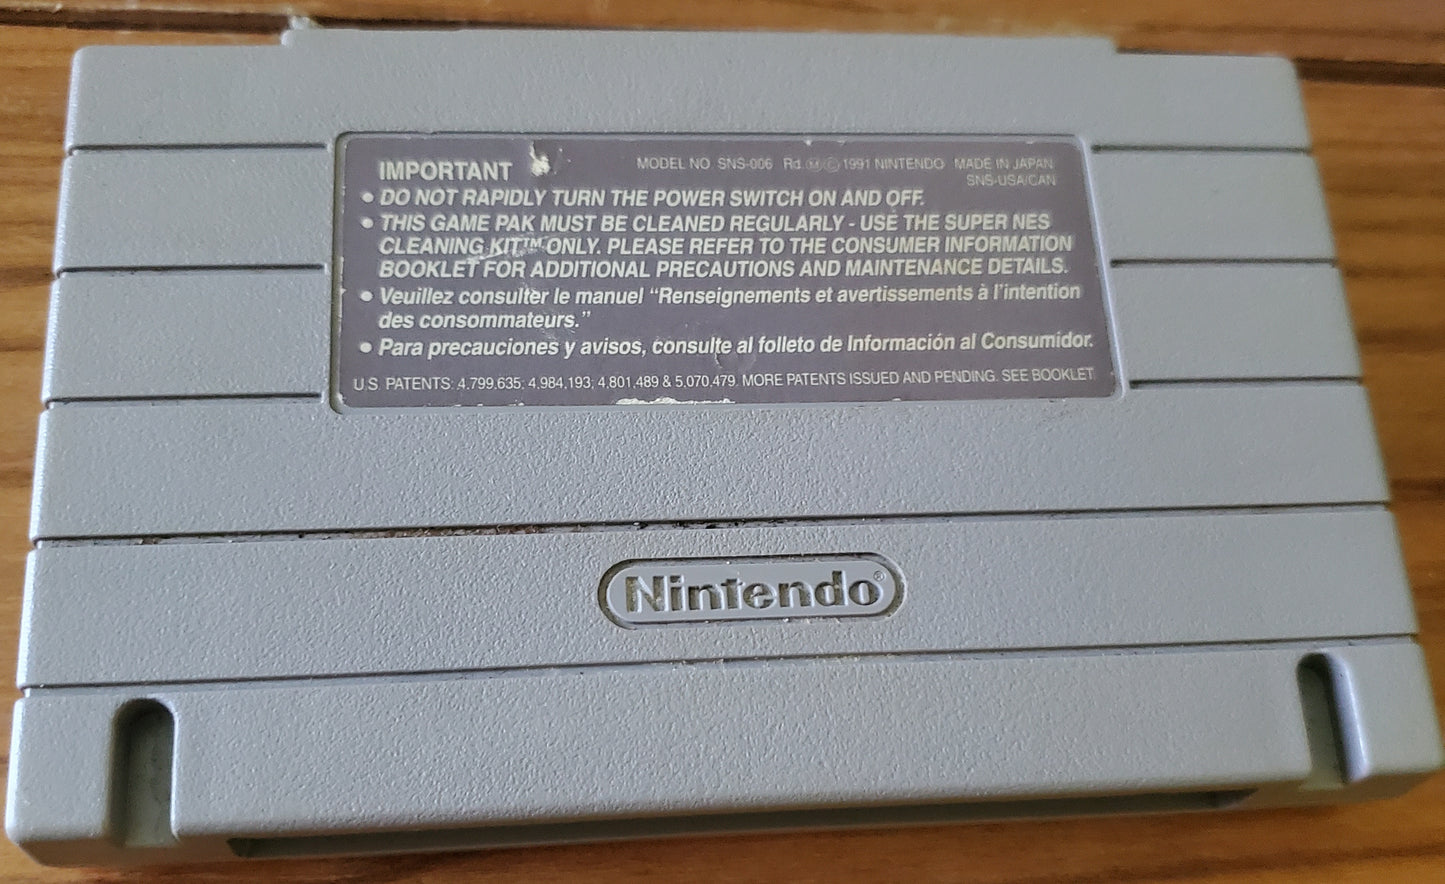 IMPORTANT
MODEL NO. SNS-006 Rd. Ⓜ Ⓒ 1991 NINTENDO MADE IN JAPAN
SNS-USA/CAN
• DO NOT RAPIDLY TURN THE POWER SWITCH ON AND OFF.
• THIS GAME PAK MUST BE CLEANED REGULARLY - USE THE SUPER NES
CLEANING KIT™ ONLY. PLEASE REFER TO THE CONSUMER INFORMATION
BOOKLET FOR ADDITIONAL PRECAUTIONS AND MAINTENANCE DETAILS.
• Veuillez consulter le manuel “Renseignements et avertissements à l’intention
des consommateurs.”
• Para precauciones y avisos, consulte al folleto de Información al Consumidor.
U.S. PATENTS: 4,799,635; 4,984,193; 4,801,489 & 5,070,479. MORE PATENTS ISSUED AND PENDING. SEE BOOKLET
Nintendo®